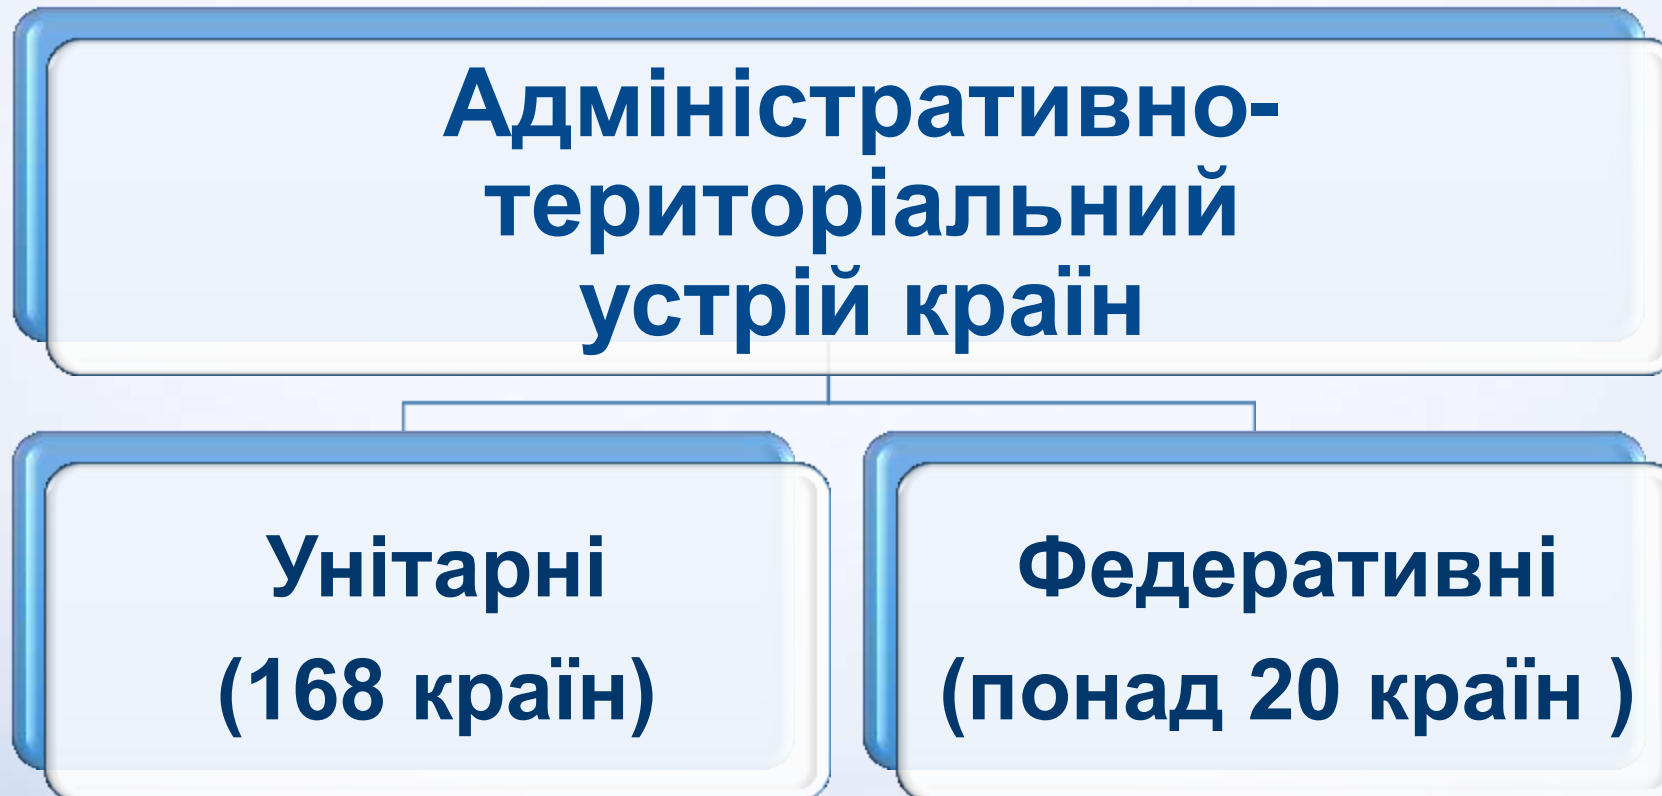 Адміністративно-
територіальний
устрій країн
Унітарні
(168 країн)
Федеративні
(понад 20 країн )